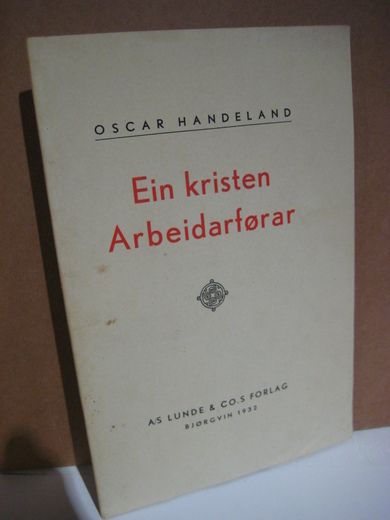 OSCAR HANDELAND
Ein kristen
Arbeidarførar
A/S LUNDE & CO.S FORLAG
BJØRGVIN 1932